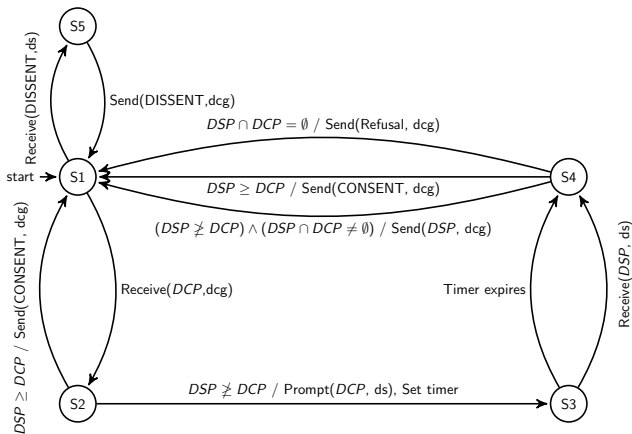 S5
Receive(DISSENT,ds)
Send(DISSENT,dcg)
DSP ∩ DCP = ∅ / Send(Refusal, dcg)
start
S1
S4
DSP ≥ DCP / Send(CONSENT, dcg)
(DSP ≱ DCP) ∧ (DSP ∩ DCP ≠ ∅) / Send(DSP, dcg)
DSP ≥ DCP / Send(CONSENT, dcg)
Receive(DCP,dcg)
Timer expires
Receive(DSP, ds)
DSP ≱ DCP / Prompt(DCP, ds), Set timer
S2
S3